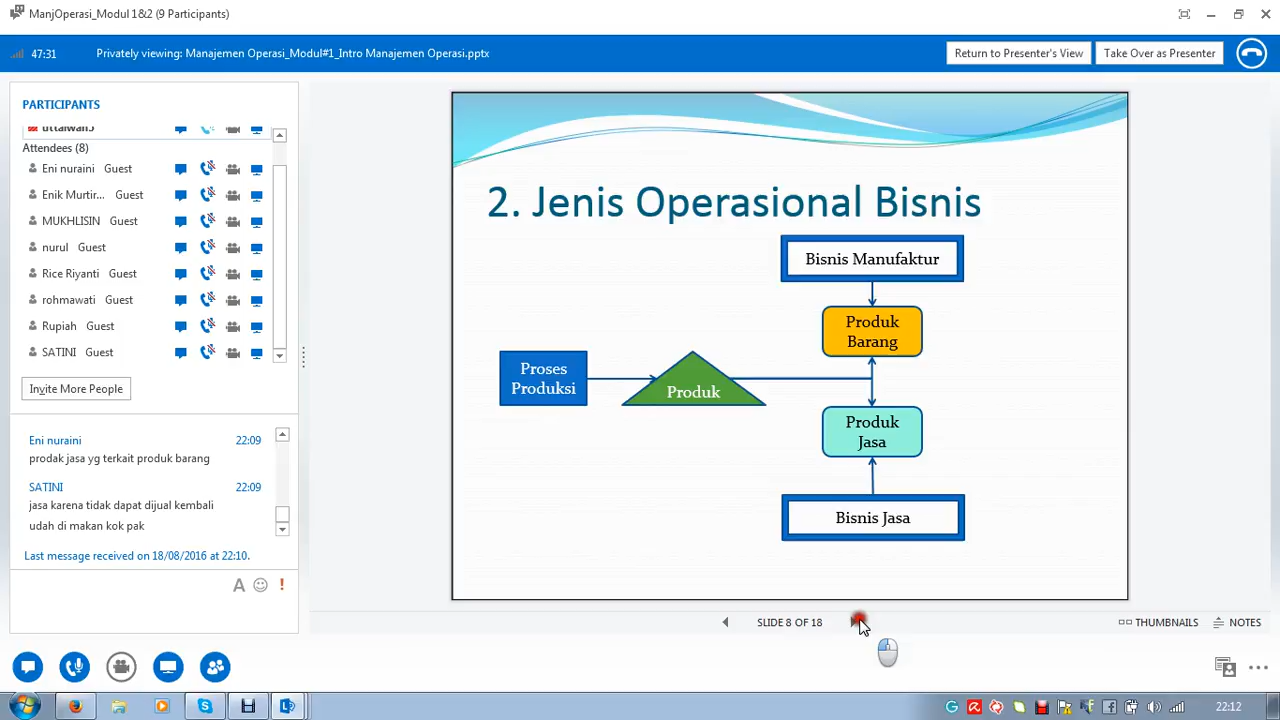 ManjOperasi_Modul 1&2 (9 Participants)
47:31
Privately viewing: Manajemen Operasi_Modul#1_Intro Manajemen Operasi.pptx
Return to Presenter's View
Take Over as Presenter
PARTICIPANTS
Attendees (8)
Eni nuraini Guest
Enik Murtir... Guest
MUKHLISIN Guest
nurul Guest
Rice Riyanti Guest
rohmawati Guest
Rupiah Guest
SATINI Guest
Invite More People
Eni nuraini 22:09
prodak jasa yg terkait produk barang
SATINI 22:09
jasa karena tidak dapat dijual kembali
udah di makan kok pak
Last message received on 18/08/2016 at 22:10.
A
!
2. Jenis Operasional Bisnis
Bisnis Manufaktur
Produk
Barang
Proses
Produksi
Produk
Produk
Jasa
Bisnis Jasa
SLIDE 8 OF 18
THUMBNAILS
NOTES
22:12